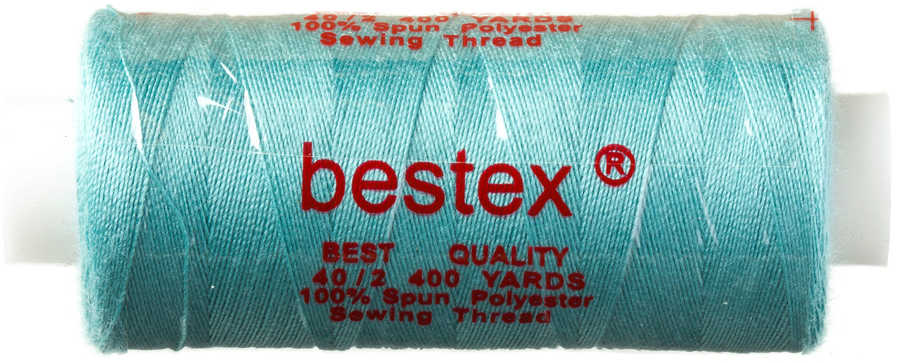 40/2 400 YARDS
100% Spun Polyester
Sewing Thread
bestex ®
BEST QUALITY
40/2 400 YARDS
100% Spun Polyester
Sewing Thread